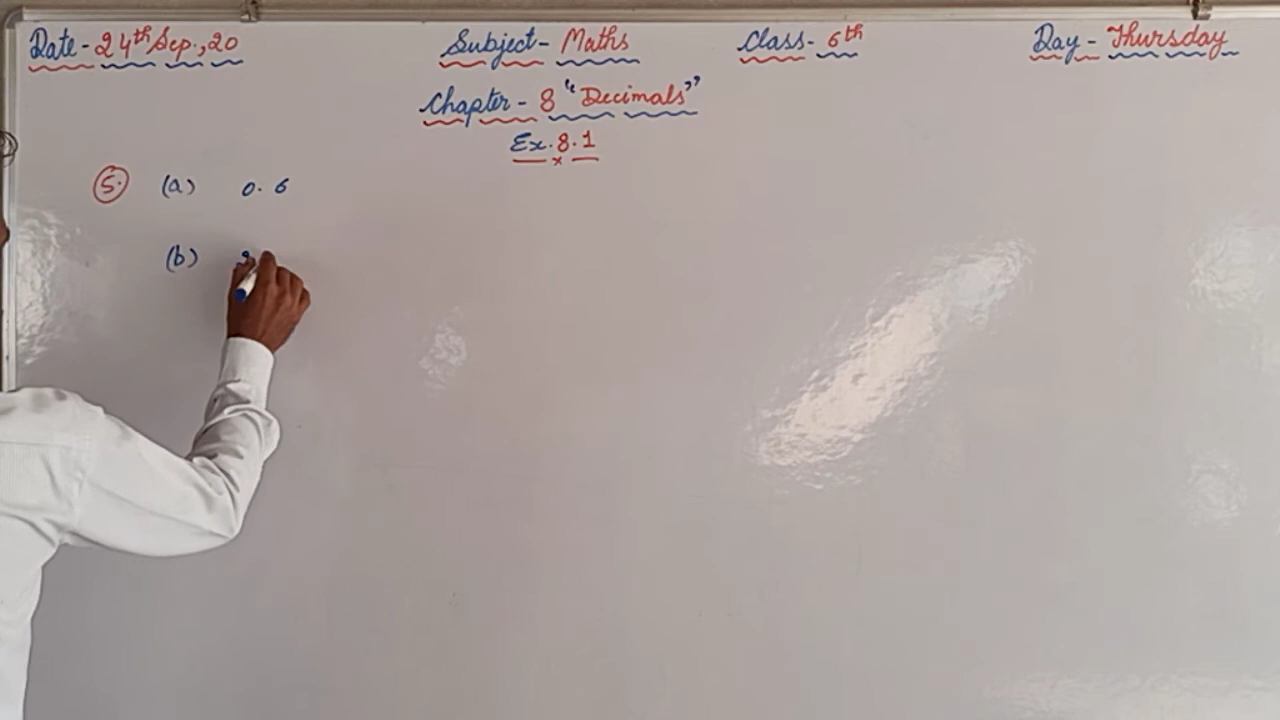 Date - 24th Sep., 20 Subject - Maths Class - 6th Day - Thursday
Chapter - 8 "Decimals"
Ex. 8.1
5. (a) 0.6
(b)